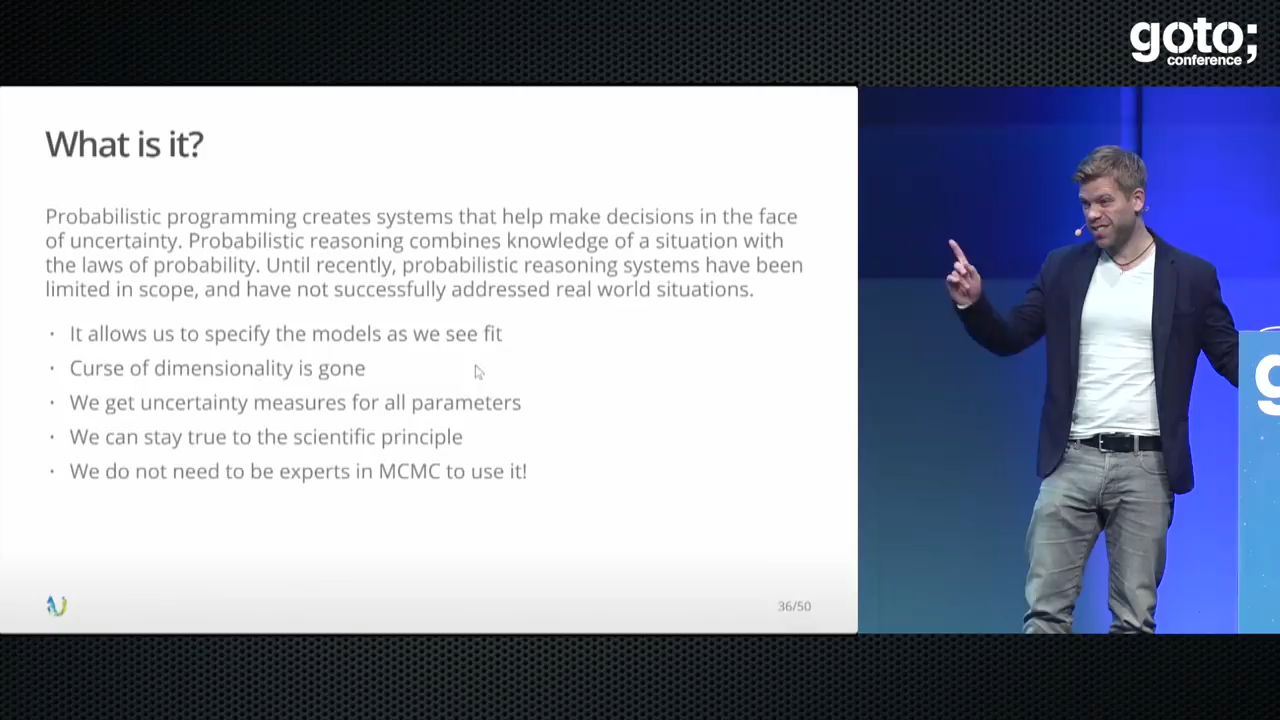 goto;
conference
What is it?
Probabilistic programming creates systems that help make decisions in the face
of uncertainty. Probabilistic reasoning combines knowledge of a situation with
the laws of probability. Until recently, probabilistic reasoning systems have been
limited in scope, and have not successfully addressed real world situations.
· It allows us to specify the models as we see fit
· Curse of dimensionality is gone
· We get uncertainty measures for all parameters
· We can stay true to the scientific principle
· We do not need to be experts in MCMC to use it!
36/50
g